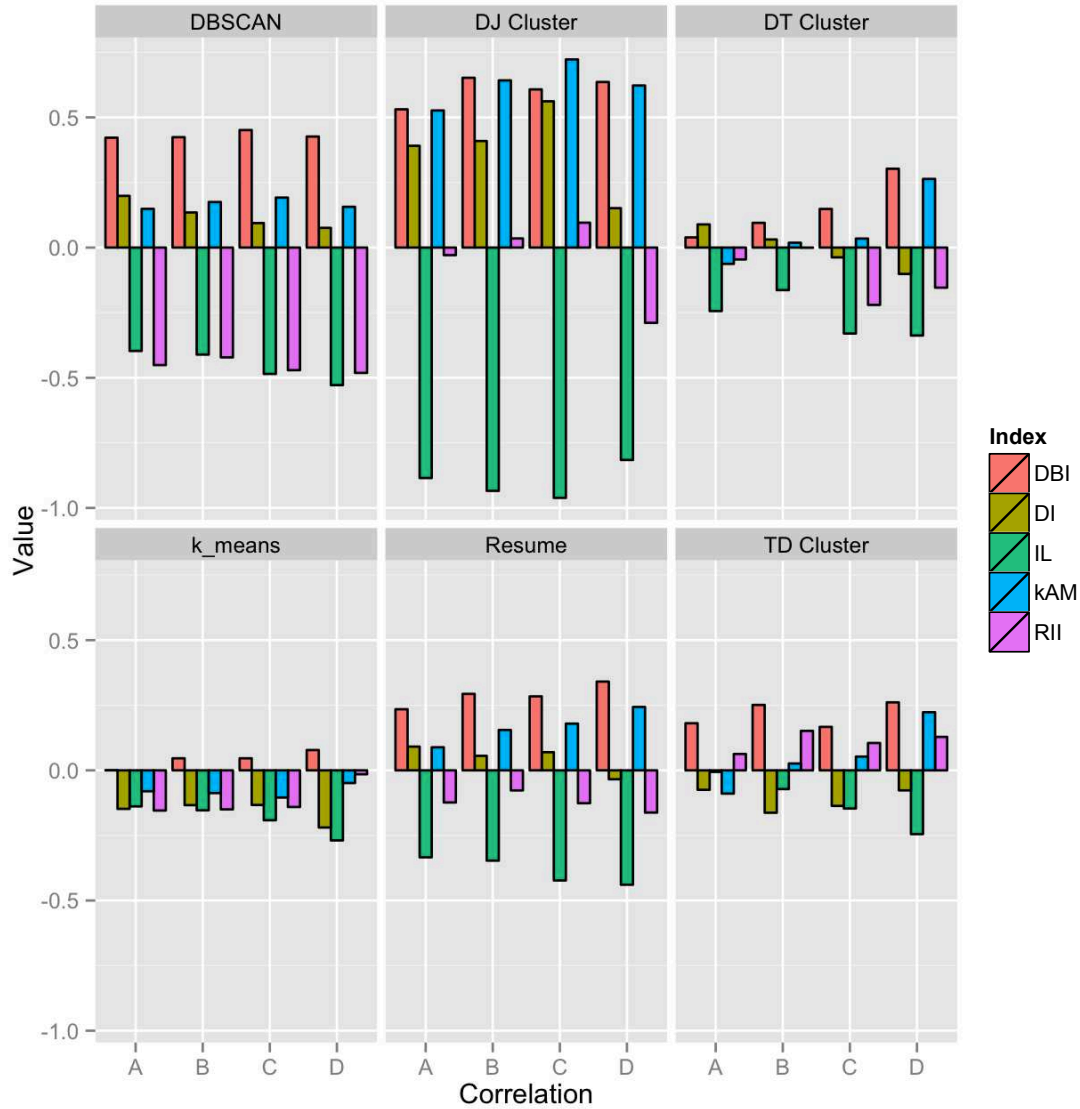 DBSCAN DJ Cluster DT Cluster
0.5
0.0
-0.5
-1.0
Value
k_means Resume TD Cluster
0.5
0.0
-0.5
-1.0
A B C D A B C D A B C D
Correlation
Index
DBI
DI
IL
kAM
RII